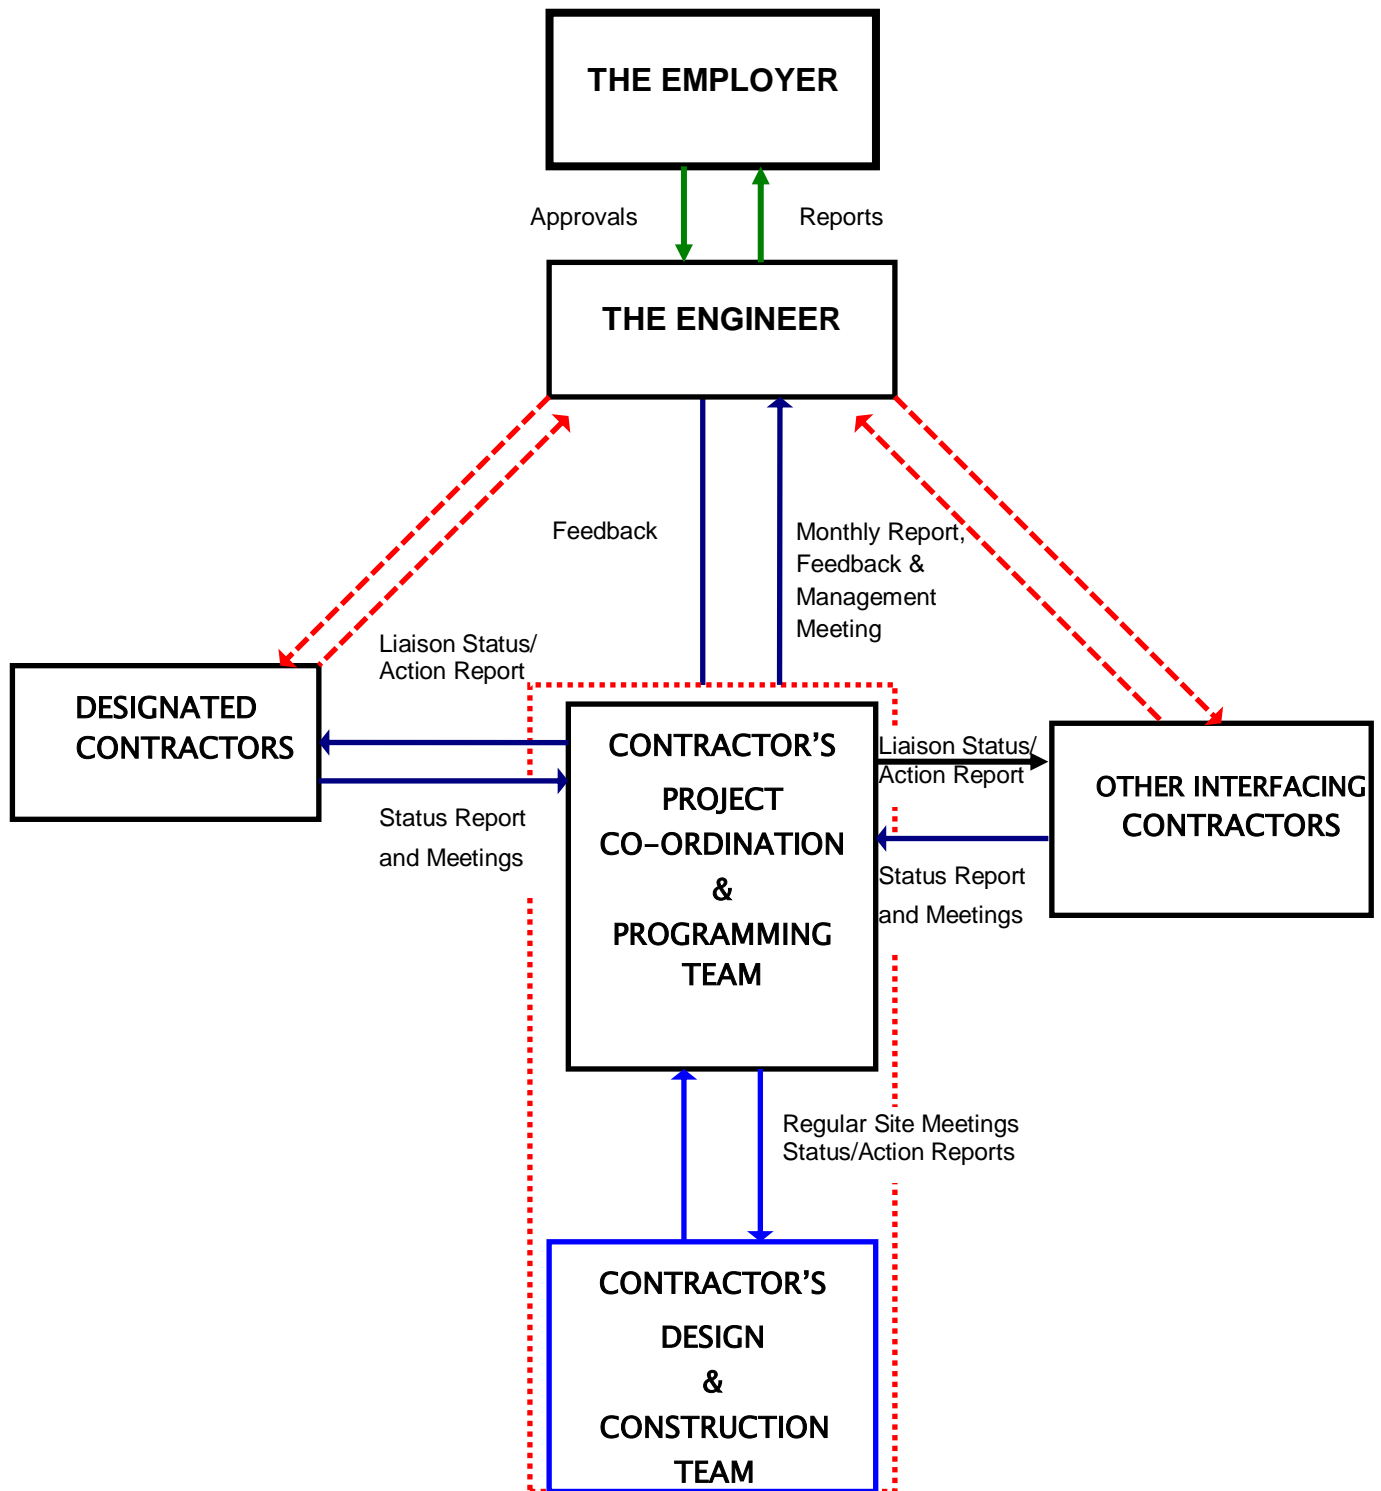 THE EMPLOYER
Approvals
Reports
THE ENGINEER
Feedback
Monthly Report,
Feedback &
Management
Meeting
Liaison Status/
Action Report
DESIGNATED
CONTRACTORS
Status Report
and Meetings
CONTRACTOR’S
PROJECT
CO-ORDINATION
&
PROGRAMMING
TEAM
Liaison Status/
Action Report
OTHER INTERFACING
CONTRACTORS
Status Report
and Meetings
Regular Site Meetings
Status/Action Reports
CONTRACTOR’S
DESIGN
&
CONSTRUCTION
TEAM